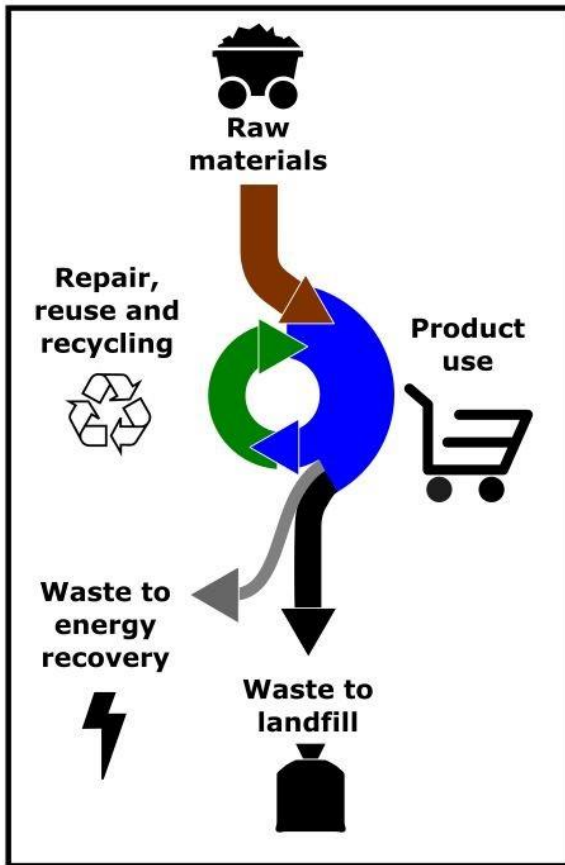 Raw
materials
Repair,
reuse and
recycling
Product
use
Waste to
energy
recovery
Waste to
landfill